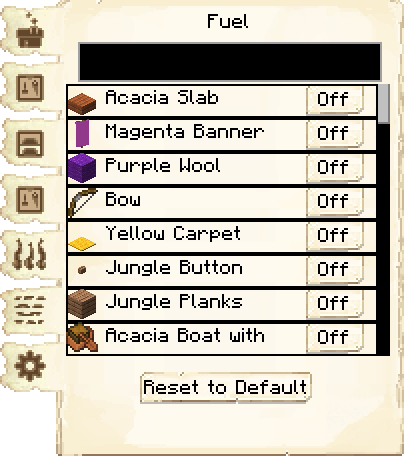 Fuel
Acacia Slab Off
Magenta Banner Off
Purple Wool Off
Bow Off
Yellow Carpet Off
Jungle Button Off
Jungle Planks Off
Acacia Boat with Off
Reset to Default